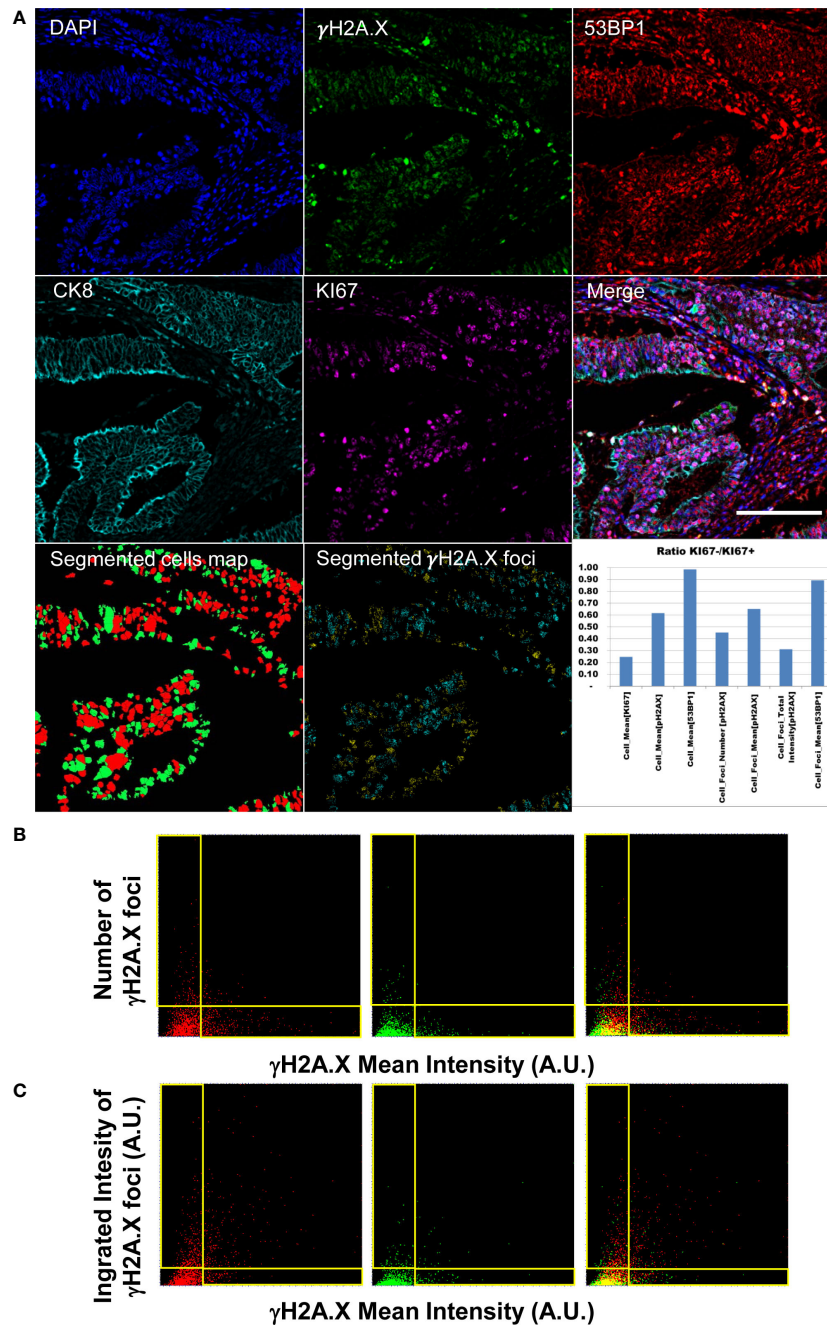 A
DAPI
γH2A.X
53BP1
CK8
KI67
Merge
Segmented cells map
Segmented γH2A.X foci
Ratio KI67-/KI67+
1.00
0.90
0.80
0.70
0.60
0.50
0.40
0.30
0.20
0.10
-
Cell_Mean[KI67]
Cell_Mean[pH2AX]
Cell_Mean[53BP1]
Cell_Foci_Number [pH2AX]
Cell_Foci_Mean[pH2AX]
Cell_Foci_Total
Intensity[pH2AX]
Cell_Foci_Mean[53BP1]
B
Number of
γH2A.X foci
γH2A.X Mean Intensity (A.U.)
C
Ingrated Intesity of
γH2A.X foci (A.U.)
γH2A.X Mean Intensity (A.U.)